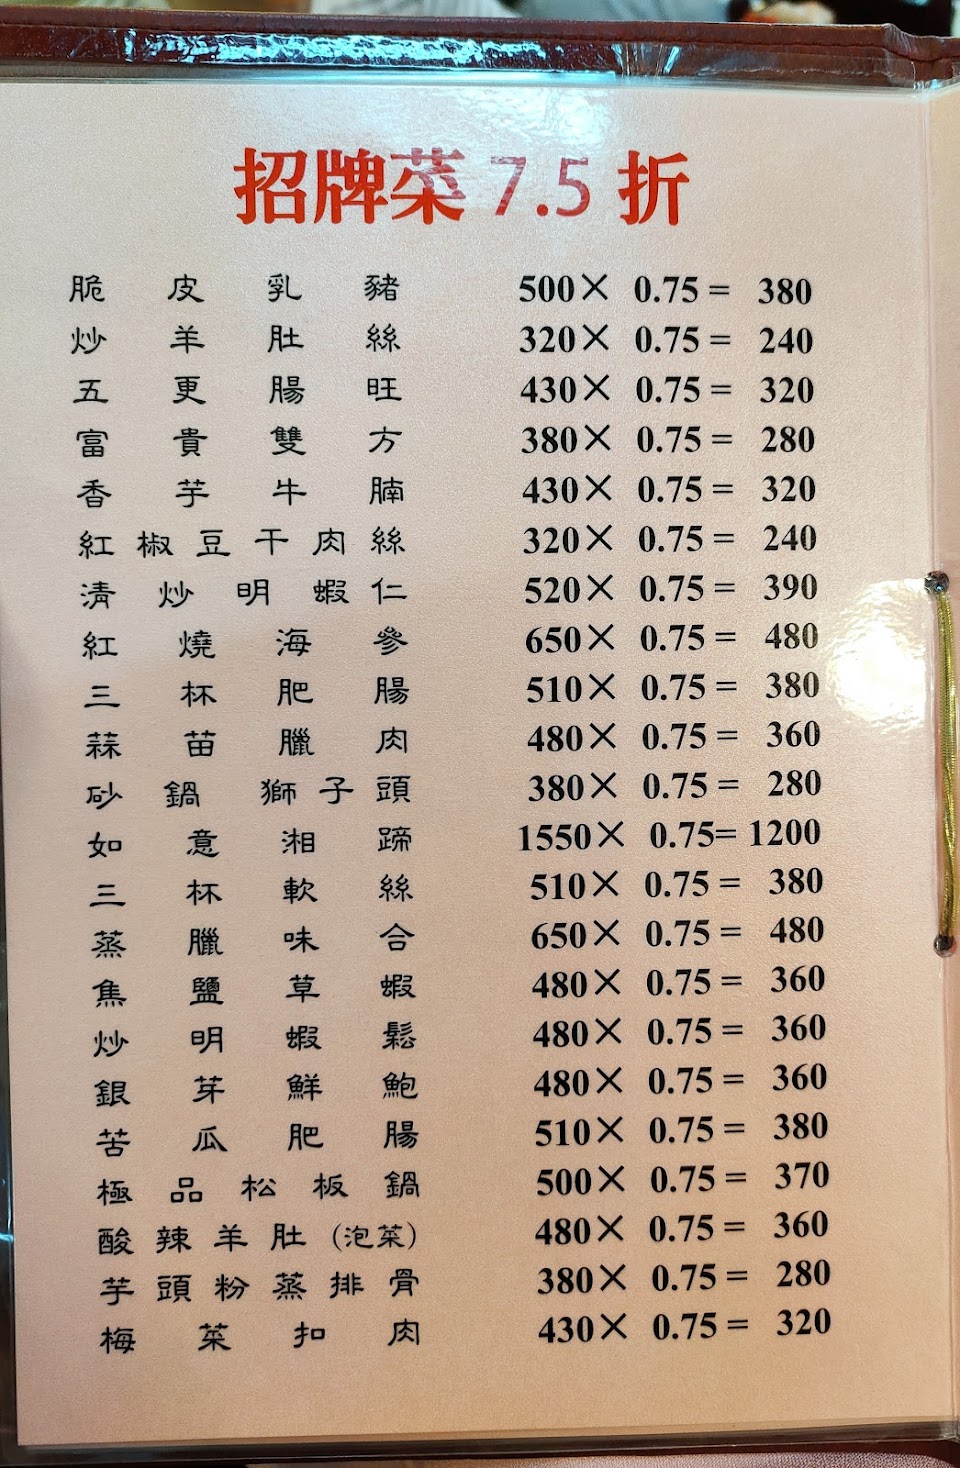 招牌菜 7.5 折
脆皮乳豬 500× 0.75 = 380
炒羊肚絲 320× 0.75 = 240
五更腸旺 430× 0.75 = 320
富貴雙方 380× 0.75 = 280
香芋牛腩 430× 0.75 = 320
紅椒豆干肉絲 320× 0.75 = 240
清炒明蝦仁 520× 0.75 = 390
紅燒海參 650× 0.75 = 480
三杯肥腸 510× 0.75 = 380
蒜苗臘肉 480× 0.75 = 360
砂鍋獅子頭 380× 0.75 = 280
如意湘蹄 1550× 0.75= 1200
三杯軟絲 510× 0.75 = 380
蒸臘味合 650× 0.75 = 480
焦鹽草蝦 480× 0.75 = 360
炒明蝦鬆 480× 0.75 = 360
銀芽鮮鮑 480× 0.75 = 360
苦瓜肥腸 510× 0.75 = 380
極品松板鍋 500× 0.75 = 370
酸辣羊肚(泡菜) 480× 0.75 = 360
芋頭粉蒸排骨 380× 0.75 = 280
梅菜扣肉 430× 0.75 = 320